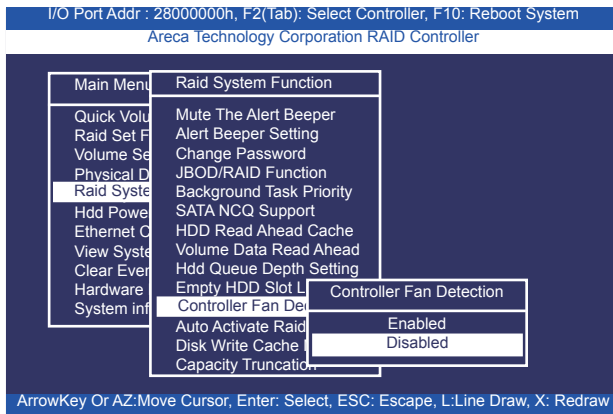 I/O Port Addr : 28000000h, F2(Tab): Select Controller, F10: Reboot System
Areca Technology Corporation RAID Controller
Main Menu
Quick Volu
Raid Set F
Volume Se
Physical D
Raid Syste
Hdd Powe
Ethernet C
View Syste
Clear Even
Hardware
System inf
Raid System Function
Mute The Alert Beeper
Alert Beeper Setting
Change Password
JBOD/RAID Function
Background Task Priority
SATA NCQ Support
HDD Read Ahead Cache
Volume Data Read Ahead
Hdd Queue Depth Setting
Empty HDD Slot L
Controller Fan De
Auto Activate Raid
Disk Write Cache
Capacity Truncation
Controller Fan Detection
Enabled
Disabled
ArrowKey Or AZ:Move Cursor, Enter: Select, ESC: Escape, L:Line Draw, X: Redraw